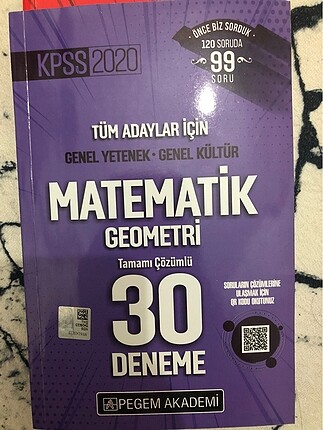 KPSS 2020
ÖNCE BİZ SORDUK
120 SORUDA
99
SORU
TÜM ADAYLAR İÇİN
GENEL YETENEK • GENEL KÜLTÜR
MATEMATİK
GEOMETRİ
Tamamı Çözümlü
30
DENEME
SORULARIN ÇÖZÜMLERİNE
ULAŞMAK İÇİN
QR KODU OKUTUNUZ
PEGEM AKADEMİ